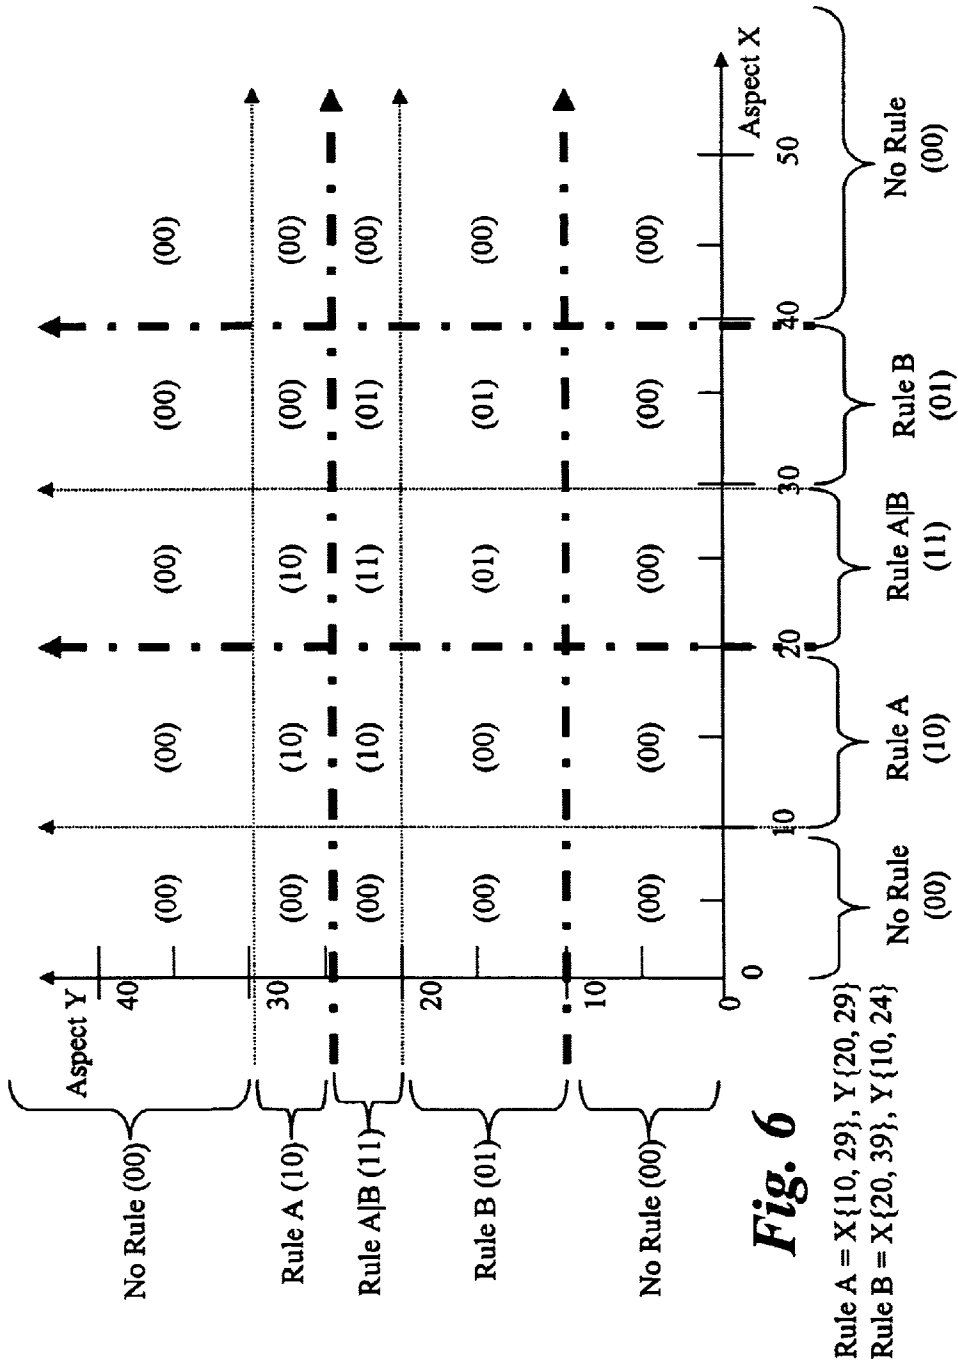 Aspect Y
No Rule (00)
Rule A (10)
Rule A|B (11)
Rule B (01)
No Rule (00)
40
30
20
10
0
(00) (00) (00) (00) (00)
(00) (10) (10) (00) (00)
(00) (10) (11) (01) (00)
(00) (00) (01) (01) (00)
(00) (00) (00) (00) (00)
0 10 20 30 40 50
Aspect X
No Rule
(00)
Rule A
(10)
Rule A|B
(11)
Rule B
(01)
No Rule
(00)
Fig. 6
Rule A = X{10, 29}, Y{20, 29}
Rule B = X{20, 39}, Y{10, 24}